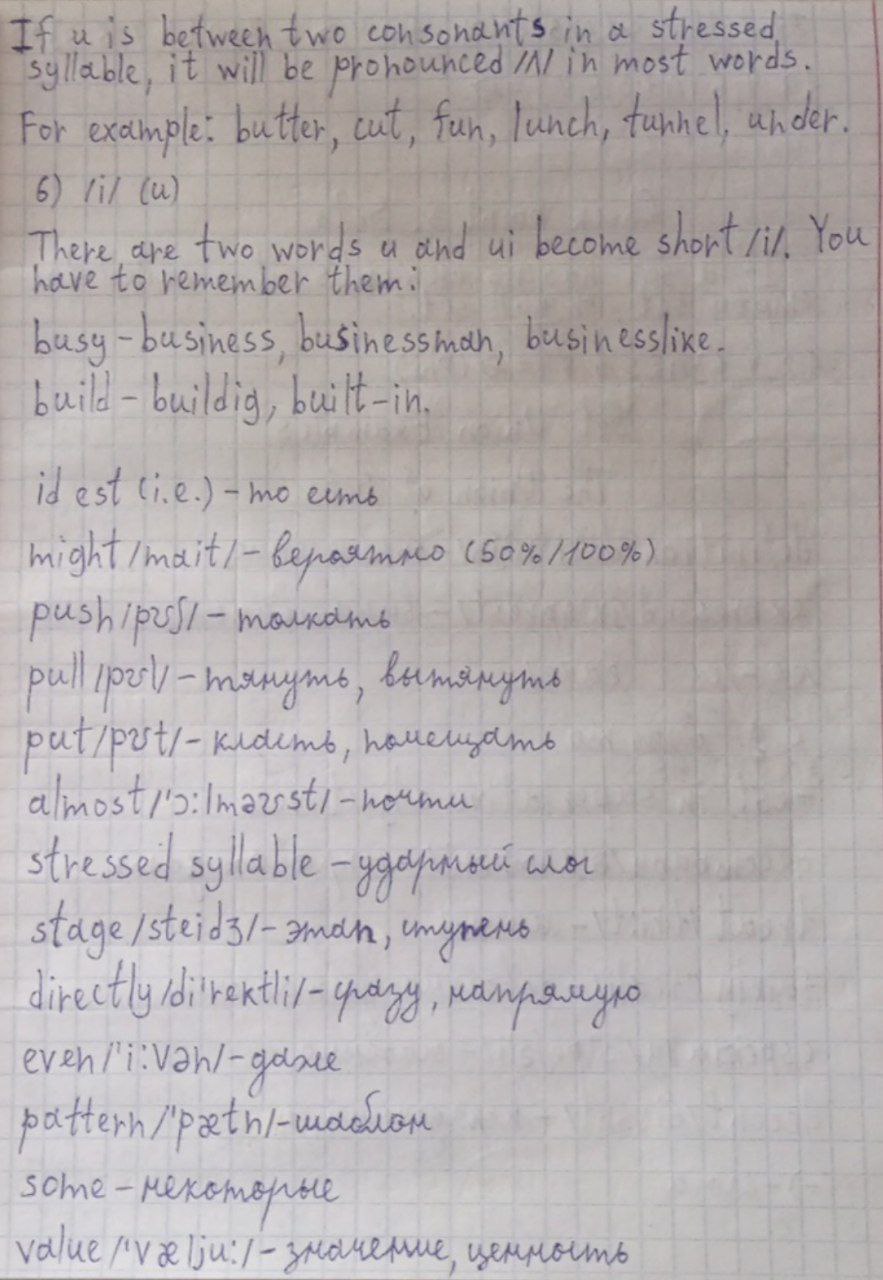 If u is between two consonants in a stressed
syllable, it will be pronounced /ʌ/ in most words.
For example: butter, cut, fun, lunch, tunnel, under.
6) /i/ (u)
There are two words u and ui become short /i/. You
have to remember them:
busy – business, businessman, businesslike.
build – buildig, built-in.
id est (i.e.) – то есть
might /mait/ – вероятно (50%/100%)
push /pʊʃ/ – толкать
pull /pʊl/ – тянуть, вытянуть
put /pʊt/ – класть, помещать
almost /'ɔ:lməʊst/ – почти
stressed syllable – ударный слог
stage /steidʒ/ – этап, ступень
directly /di'rektli/ – сразу, напрямую
even /'i:vən/ – даже
pattern /'pætn/ – шаблон
some – некоторые
value /'vælju:/ – значение, ценность